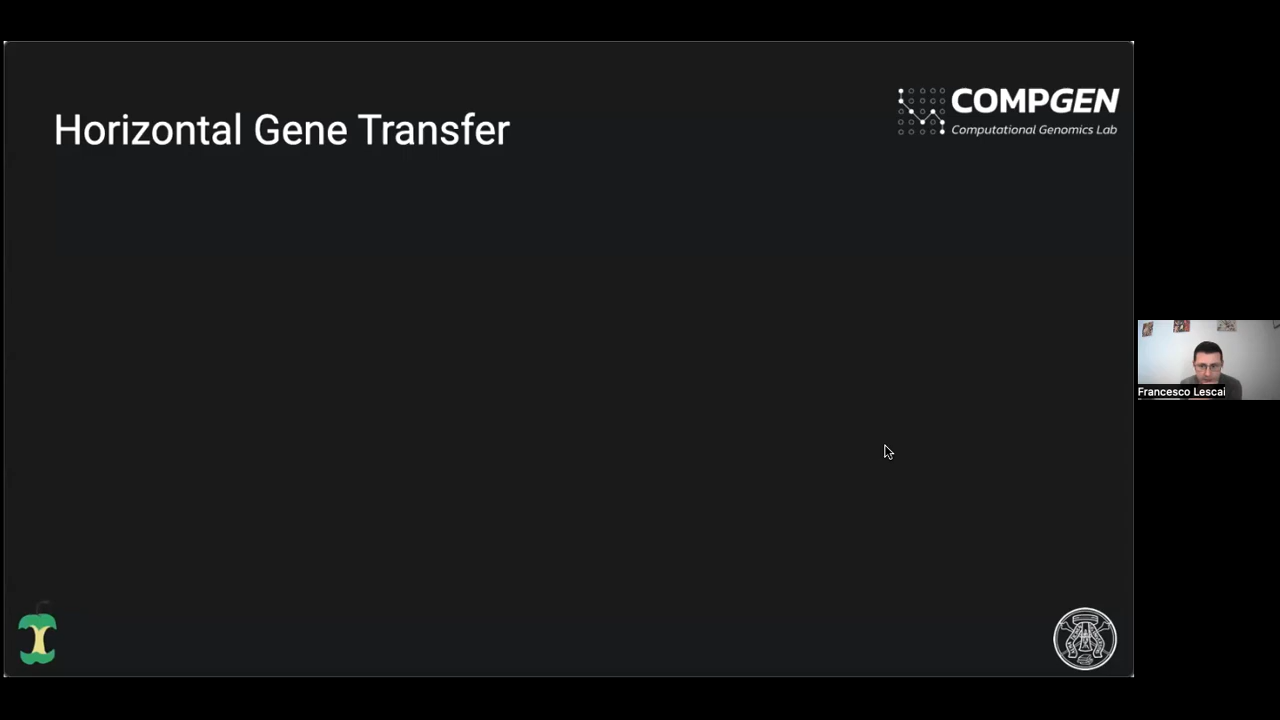 Horizontal Gene Transfer
COMPGEN
Computational Genomics Lab
Francesco Lescai